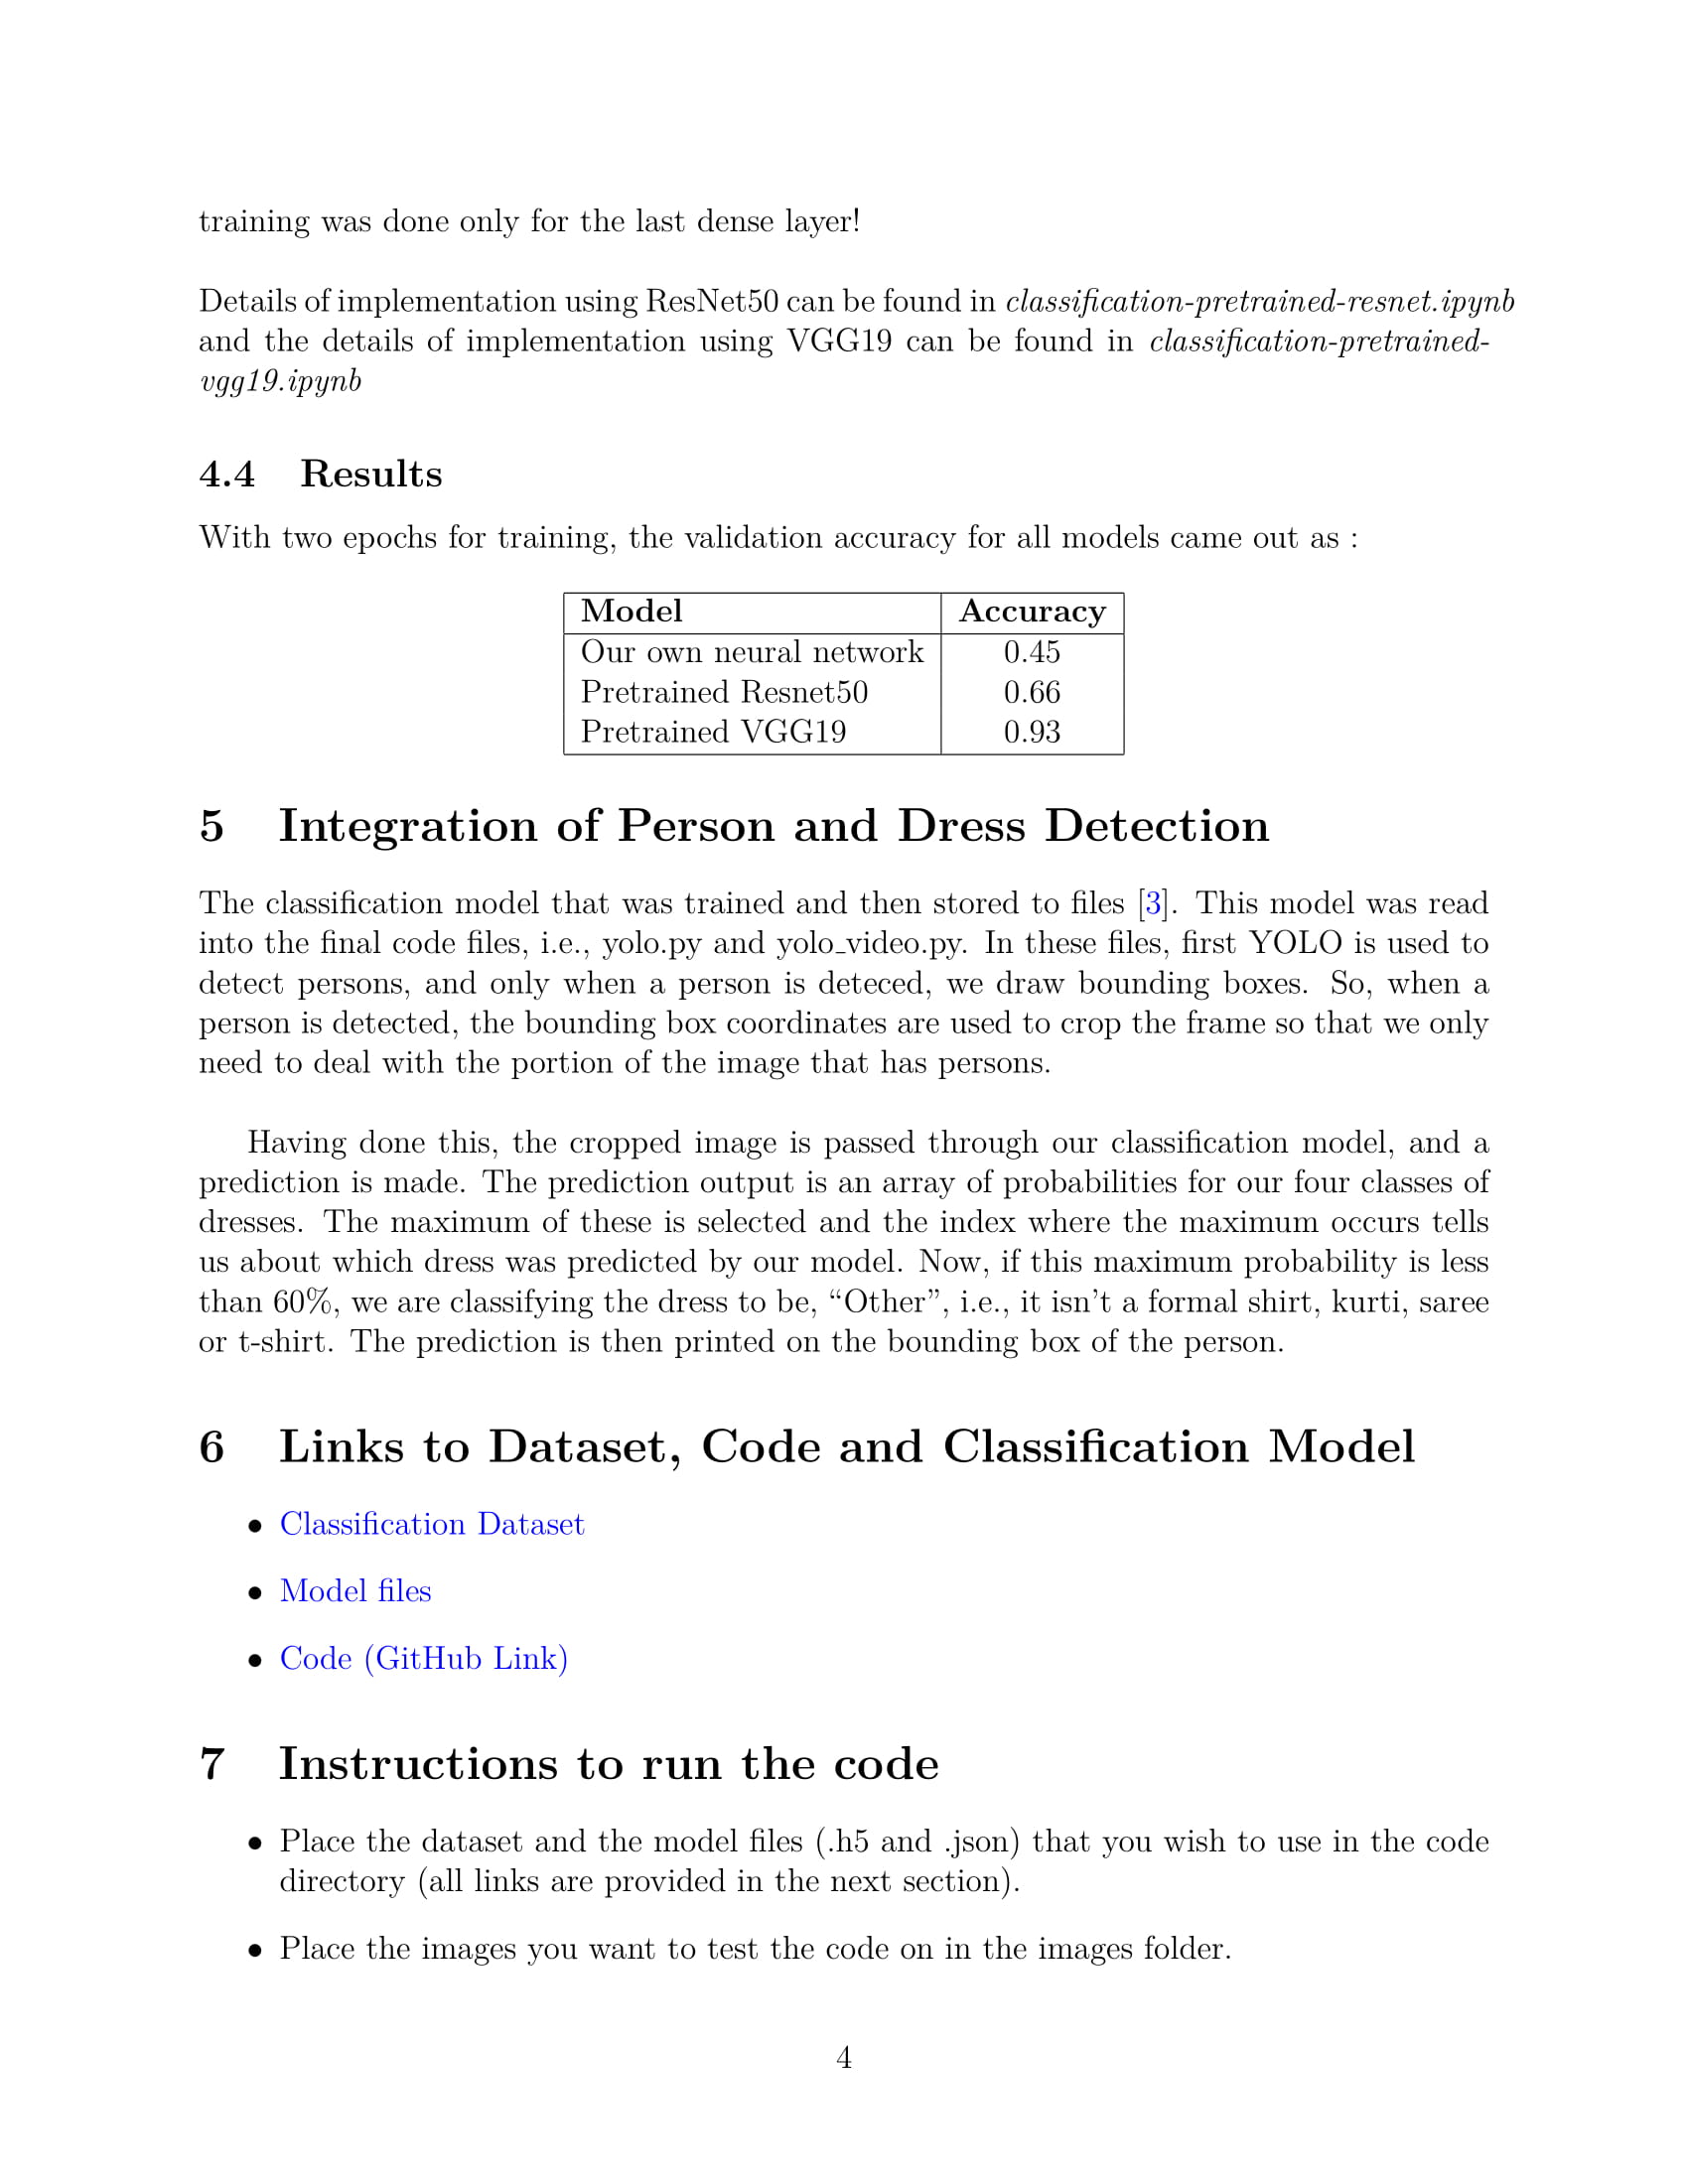 training was done only for the last dense layer!
Details of implementation using ResNet50 can be found in classification-pretrained-resnet.ipynb
and the details of implementation using VGG19 can be found in classification-pretrained-
vgg19.ipynb
4.4 Results
With two epochs for training, the validation accuracy for all models came out as :
Model Accuracy
Our own neural network 0.45
Pretrained Resnet50 0.66
Pretrained VGG19 0.93
5 Integration of Person and Dress Detection
The classification model that was trained and then stored to files [3]. This model was read
into the final code files, i.e., yolo.py and yolo_video.py. In these files, first YOLO is used to
detect persons, and only when a person is deteced, we draw bounding boxes. So, when a
person is detected, the bounding box coordinates are used to crop the frame so that we only
need to deal with the portion of the image that has persons.
Having done this, the cropped image is passed through our classification model, and a
prediction is made. The prediction output is an array of probabilities for our four classes of
dresses. The maximum of these is selected and the index where the maximum occurs tells
us about which dress was predicted by our model. Now, if this maximum probability is less
than 60%, we are classifying the dress to be, “Other”, i.e., it isn’t a formal shirt, kurti, saree
or t-shirt. The prediction is then printed on the bounding box of the person.
6 Links to Dataset, Code and Classification Model
• Classification Dataset
• Model files
• Code (GitHub Link)
7 Instructions to run the code
• Place the dataset and the model files (.h5 and .json) that you wish to use in the code
directory (all links are provided in the next section).
• Place the images you want to test the code on in the images folder.
4